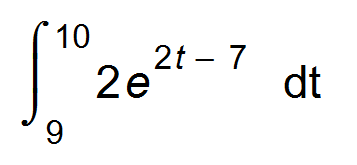 ∫₉¹⁰ 2e^(2t − 7) dt